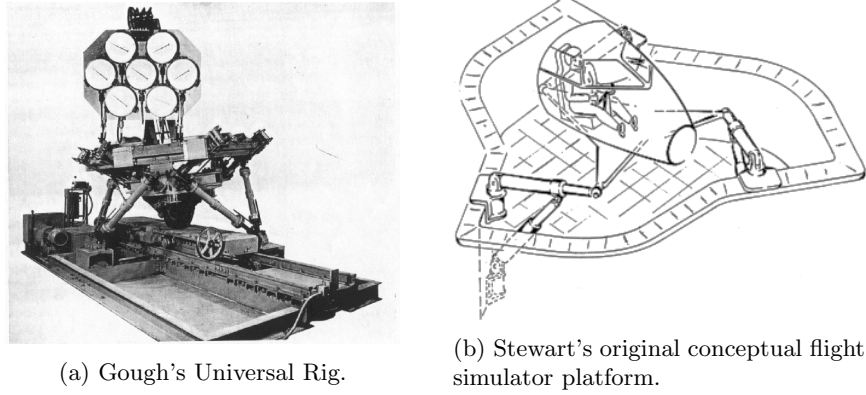 (a) Gough's Universal Rig.
(b) Stewart's original conceptual flight
simulator platform.